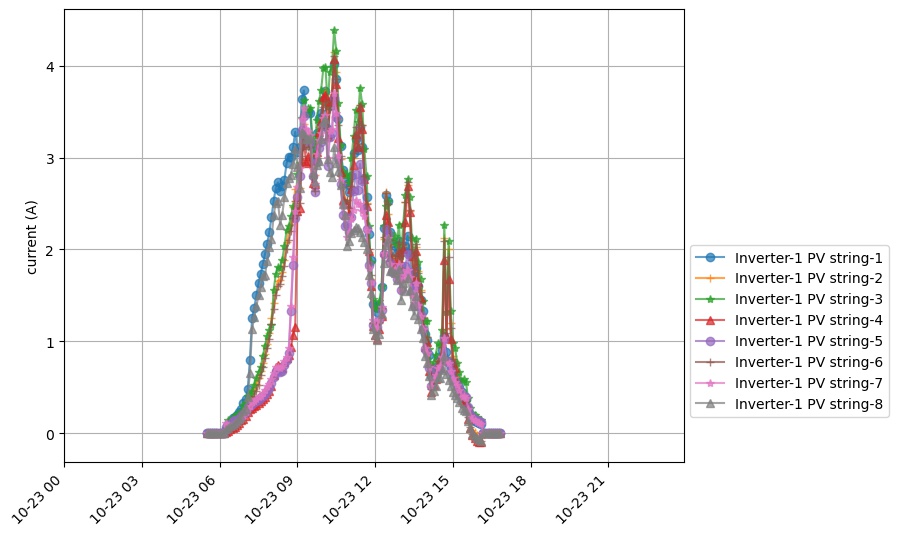 current (A)
4
3
2
1
0
10-23 00
10-23 03
10-23 06
10-23 09
10-23 12
10-23 15
10-23 18
10-23 21
Inverter-1 PV string-1
Inverter-1 PV string-2
Inverter-1 PV string-3
Inverter-1 PV string-4
Inverter-1 PV string-5
Inverter-1 PV string-6
Inverter-1 PV string-7
Inverter-1 PV string-8